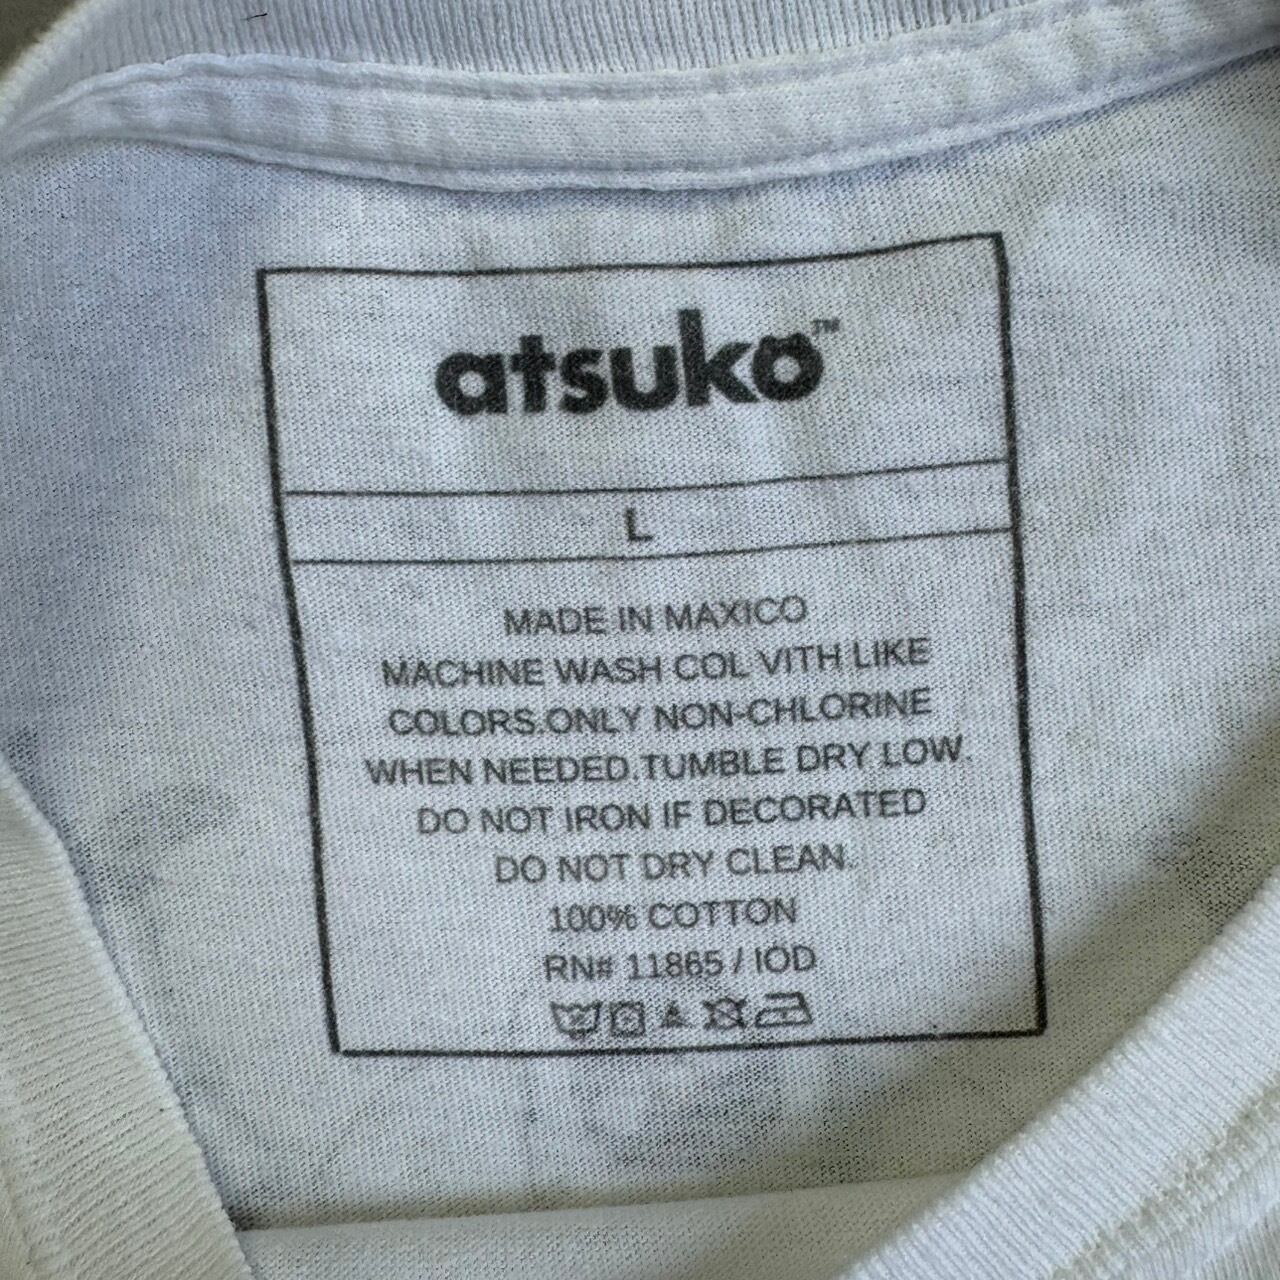 atsuko™
L
MADE IN MAXICO
MACHINE WASH COL VITH LIKE
COLORS.ONLY NON-CHLORINE
WHEN NEEDED.TUMBLE DRY LOW.
DO NOT IRON IF DECORATED
DO NOT DRY CLEAN.
100% COTTON
RN# 11865 / IOD